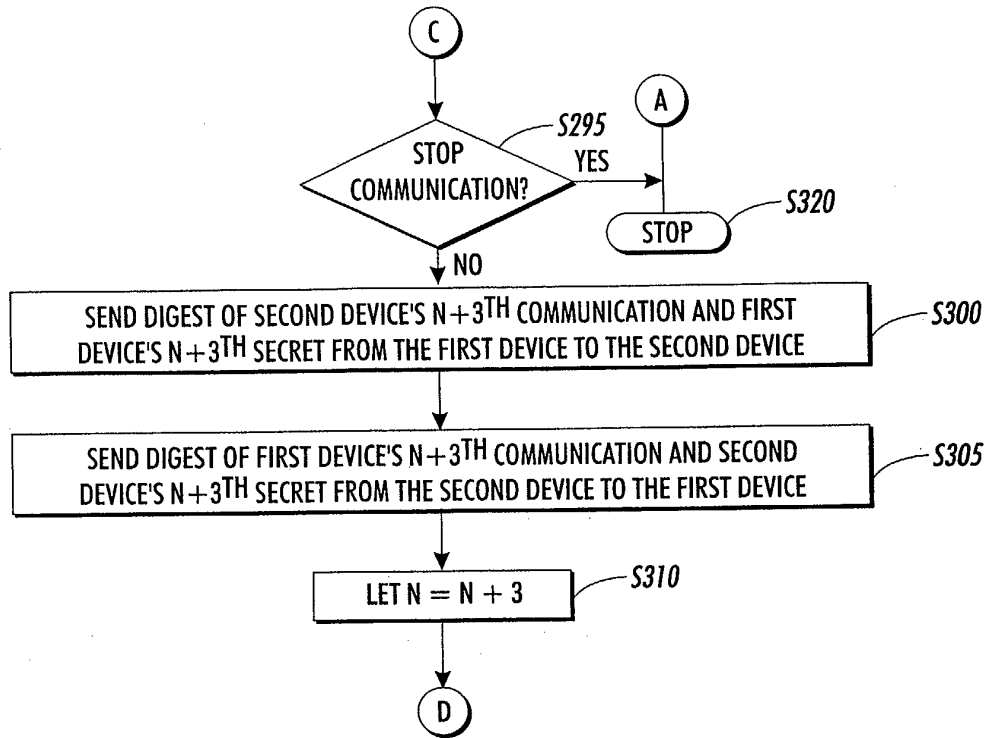 C
A
S295
STOP
COMMUNICATION?
YES
S320
STOP
NO
SEND DIGEST OF SECOND DEVICE'S N+3TH COMMUNICATION AND FIRST
DEVICE'S N+3TH SECRET FROM THE FIRST DEVICE TO THE SECOND DEVICE
S300
SEND DIGEST OF FIRST DEVICE'S N+3TH COMMUNICATION AND SECOND
DEVICE'S N+3TH SECRET FROM THE SECOND DEVICE TO THE FIRST DEVICE
S305
LET N = N + 3
S310
D